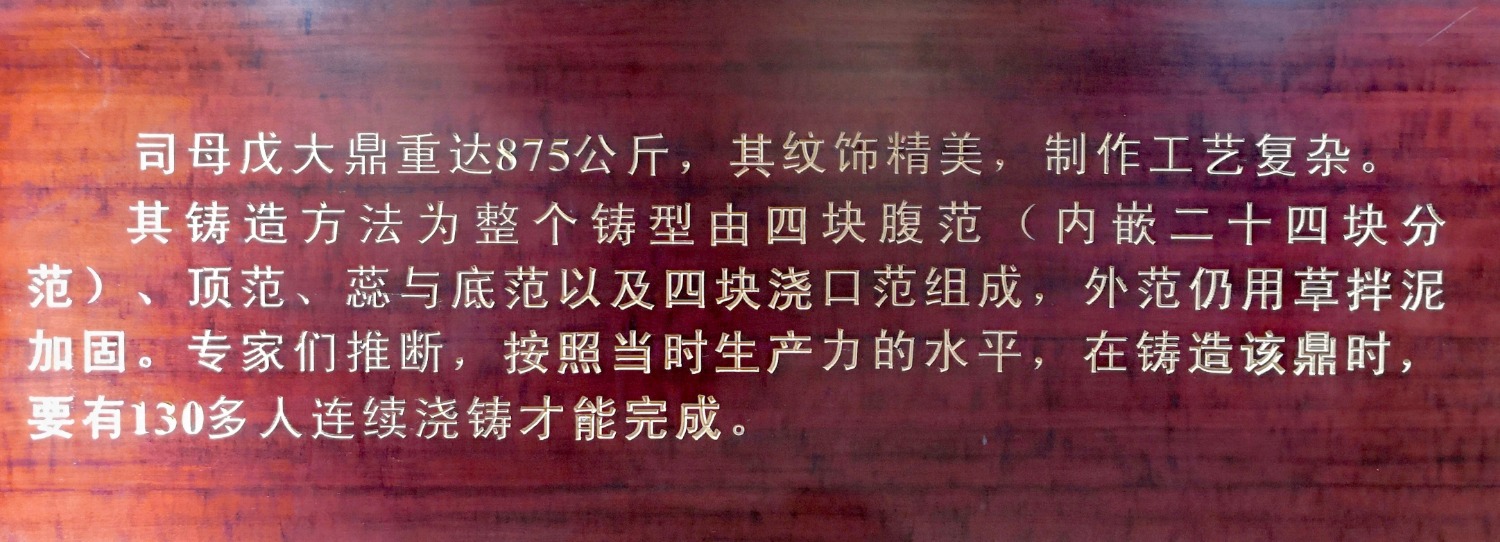 司母戊大鼎重达875公斤，其纹饰精美，制作工艺复杂。
其铸造方法为整个铸型由四块腹范（内嵌二十四块分
范）、顶范、蕊与底范以及四块浇口范组成，外范仍用草拌泥
加固。专家们推断，按照当时生产力的水平，在铸造该鼎时，
要有130多人连续浇铸才能完成。